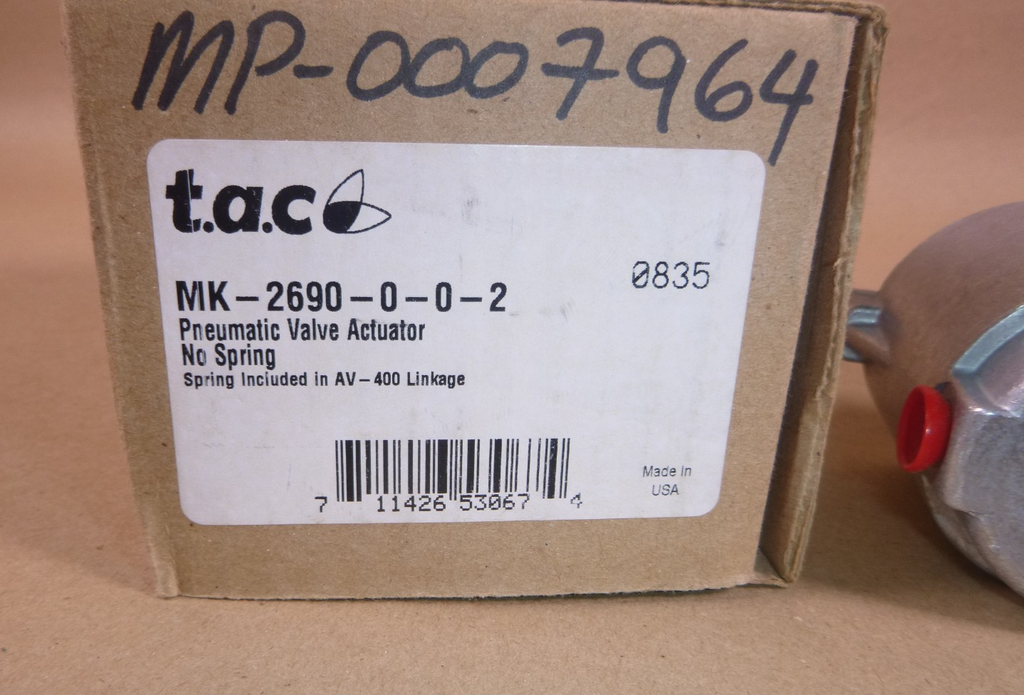 MP-0007964
t.a.c
0835
MK-2690-0-0-2
Pneumatic Valve Actuator
No Spring
Spring Included in AV-400 Linkage
Made In
USA
7 11426 53067 4